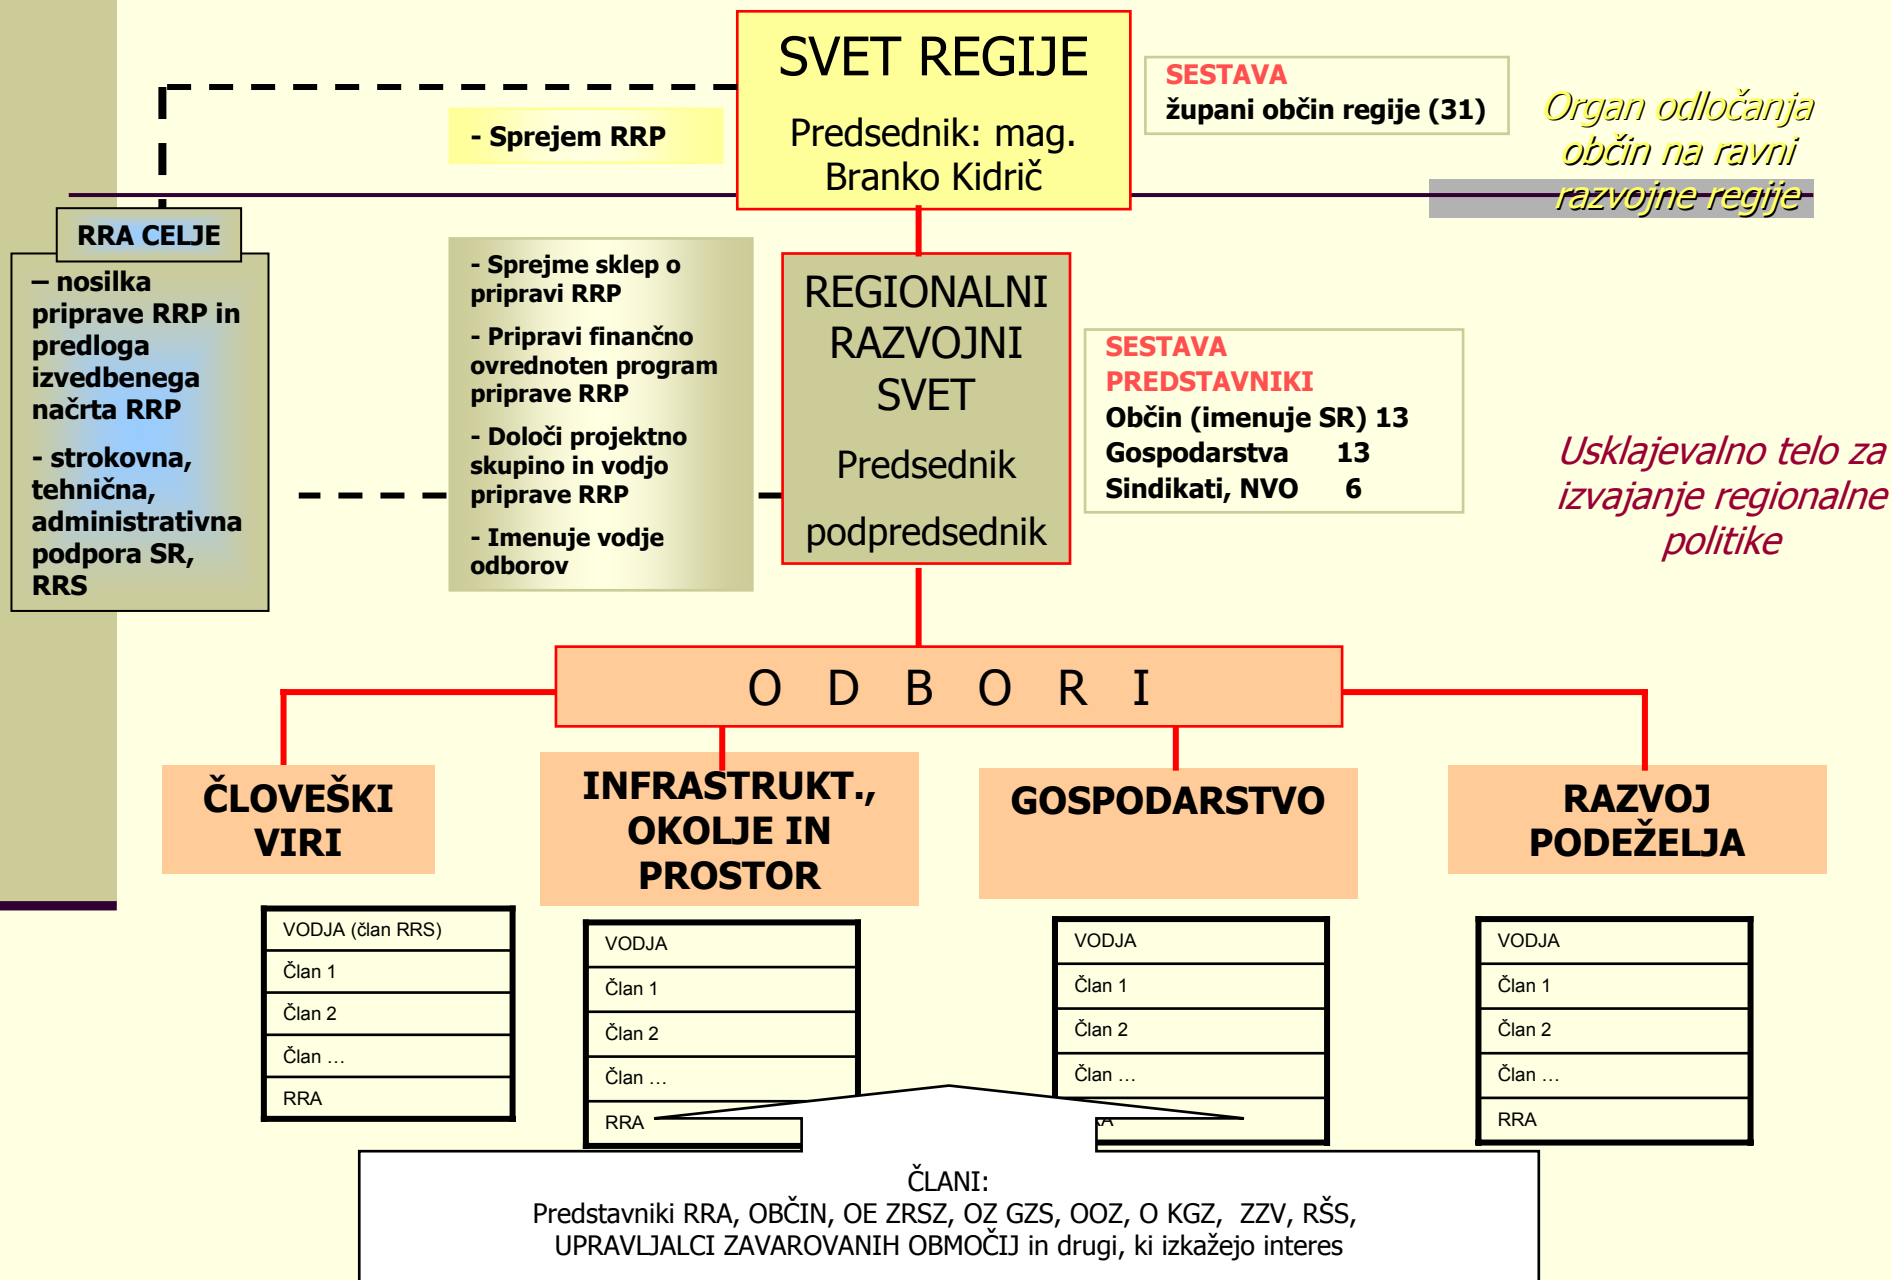 SVET REGIJE
Predsednik: mag.
Branko Kidrič
SESTAVA
župani občin regije (31)
Organ odločanja
občin na ravni
razvojne regije
- Sprejem RRP
RRA CELJE
– nosilka
priprave RRP in
predloga
izvedbenega
načrta RRP
- strokovna,
tehnična,
administrativna
podpora SR,
RRS
- Sprejme sklep o
pripravi RRP
- Pripravi finančno
ovrednoten program
priprave RRP
- Določi projektno
skupino in vodjo
priprave RRP
- Imenuje vodje
odborov
REGIONALNI
RAZVOJNI
SVET
Predsednik
podpredsednik
SESTAVA
PREDSTAVNIKI
Občin (imenuje SR) 13
Gospodarstva 13
Sindikati, NVO 6
Usklajevalno telo za
izvajanje regionalne
politike
O D B O R I
ČLOVEŠKI
VIRI
INFRASTRUKT.,
OKOLJE IN
PROSTOR
GOSPODARSTVO
RAZVOJ
PODEŽELJA
VODJA (član RRS)
Član 1
Član 2
Član …
RRA
VODJA
Član 1
Član 2
Član …
RRA
VODJA
Član 1
Član 2
Član …
VODJA
Član 1
Član 2
Član …
RRA
ČLANI:
Predstavniki RRA, OBČIN, OE ZRSZ, OZ GZS, OOZ, O KGZ, ZZV, RŠS,
UPRAVLJALCI ZAVAROVANIH OBMOČIJ in drugi, ki izkažejo interes